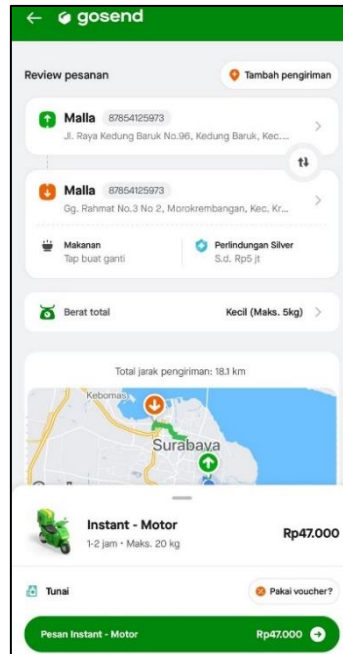 gosend
Review pesanan
Tambah pengiriman
Malla 87854125973
Jl. Raya Kedung Baruk No.96, Kedung Baruk, Kec....
Malla 87854125973
Gg. Rahmat No.3 No 2, Morokrembangan, Kec. Kr...
Makanan
Tap buat ganti
Perlindungan Silver
S.d. Rp5 jt
Berat total
Kecil (Maks. 5kg)
Total jarak pengiriman: 18.1 km
Kebomas
Surabaya
Instant - Motor
1-2 jam • Maks. 20 kg
Rp47.000
Tunai
Pakai voucher?
Pesan Instant - Motor
Rp47.000